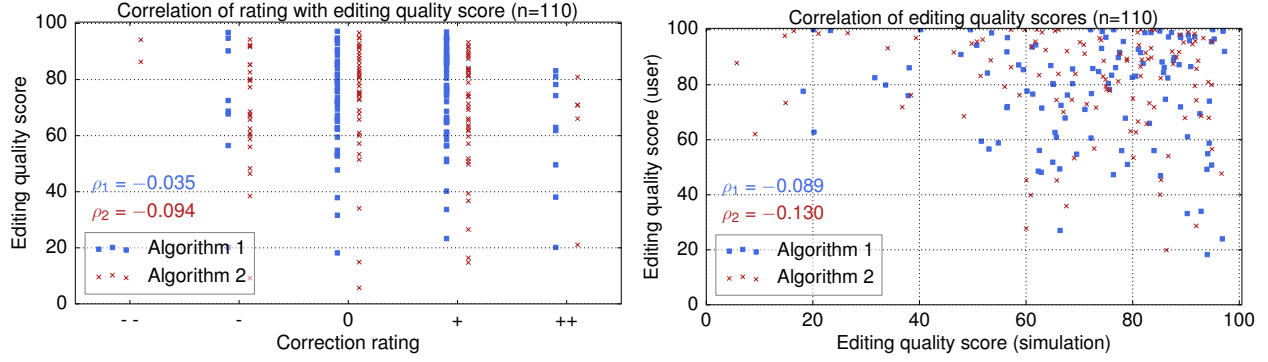 Correlation of rating with editing quality score (n=110)
100
80
60
40
20
0
Editing quality score
ρ1 = −0.035
ρ2 = −0.094
Algorithm 1
Algorithm 2
- -
-
0
+
++
Correction rating
Correlation of editing quality scores (n=110)
100
80
60
40
20
0
Editing quality score (user)
ρ1 = −0.089
ρ2 = −0.130
Algorithm 1
Algorithm 2
0
20
40
60
80
100
Editing quality score (simulation)